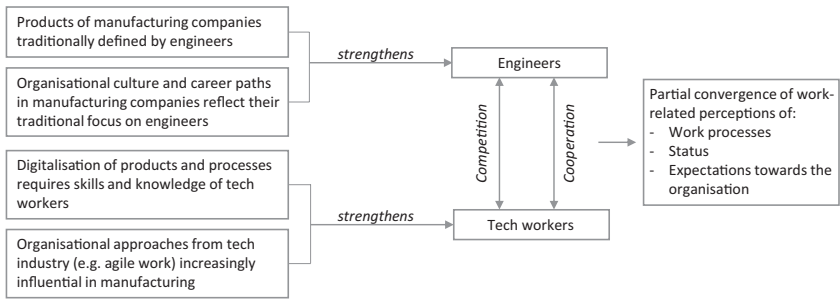 Products of manufacturing companies
traditionally defined by engineers
Organisational culture and career paths
in manufacturing companies reflect their
traditional focus on engineers
Digitalisation of products and processes
requires skills and knowledge of tech
workers
Organisational approaches from tech
industry (e.g. agile work) increasingly
influential in manufacturing
strengthens
strengthens
Engineers
Competition
Cooperation
Tech workers
Partial convergence of work-
related perceptions of:
- Work processes
- Status
- Expectations towards the
organisation